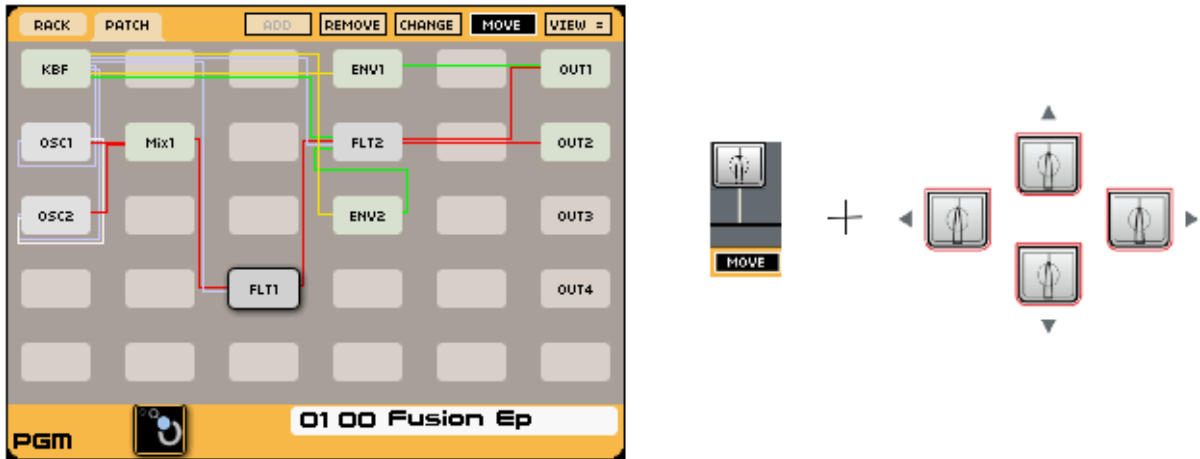 RACK PATCH ADD REMOVE CHANGE MOVE VIEW =
KBF ENV1 OUT1
OSC1 Mix1 FLT2 OUT2
OSC2 ENV2 OUT3
FLT1 OUT4
PGM 01 00 Fusion Ep
MOVE